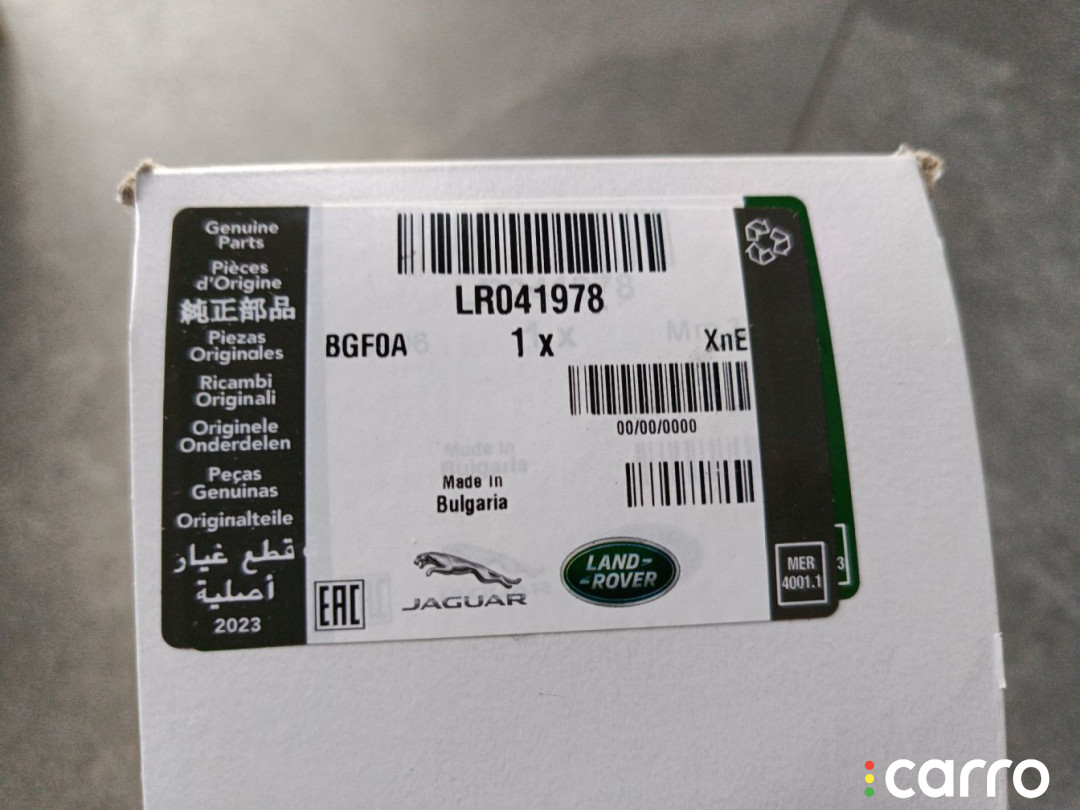 Genuine
Parts
Pièces
d'Origine
純正部品
Piezas
Originales
Ricambi
Originali
Originele
Onderdelen
Peças
Genuinas
Originalteile
قطع غيار
أصلية
2023
LR041978
BGF0A 1 x XnE
00/00/0000
Made in
Bulgaria
EAC
JAGUAR
LAND-
-ROVER
MER
4001.1
3
carro